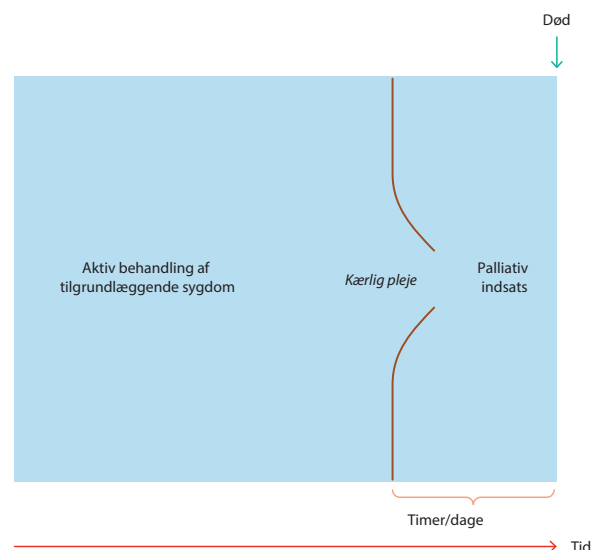 Død
Aktiv behandling af
tilgrundlæggende sygdom
Kærlig pleje
Palliativ
indsats
Timer/dage
Tid